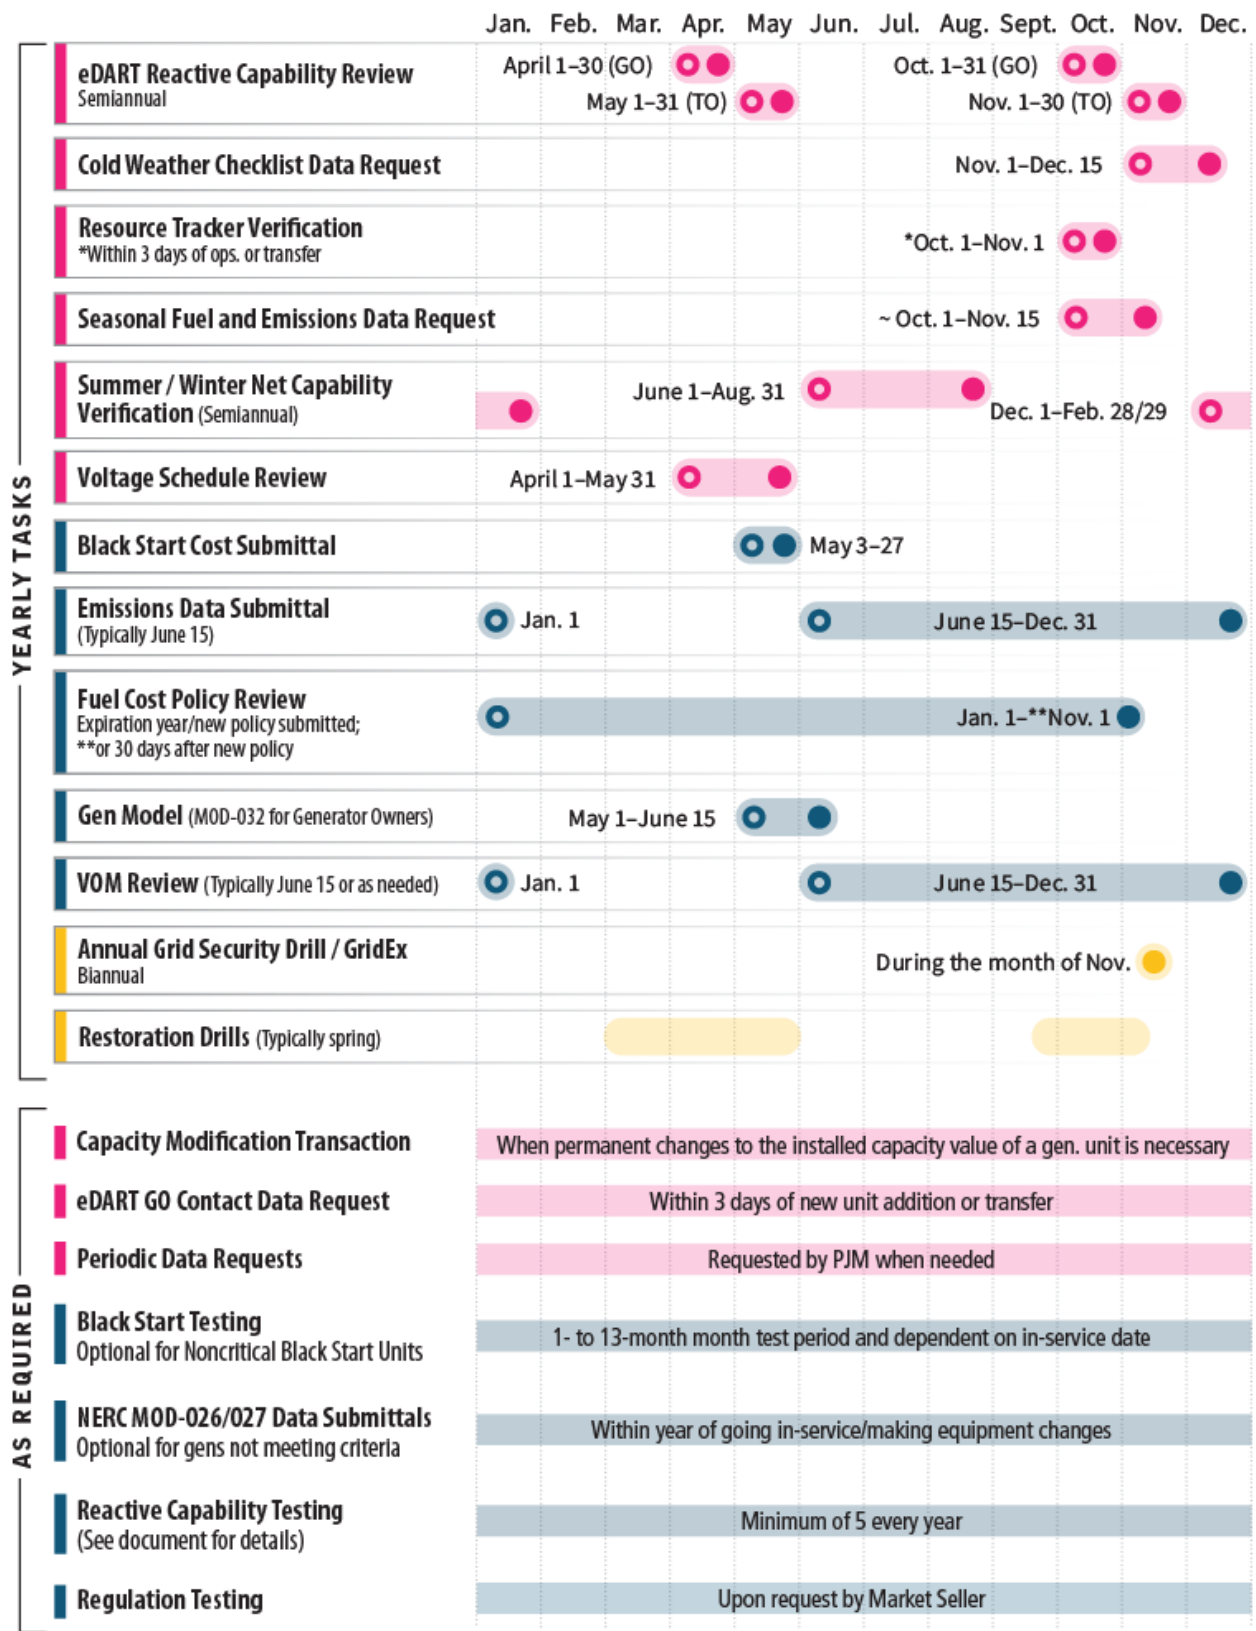 Jan. Feb. Mar. Apr. May Jun. Jul. Aug. Sept. Oct. Nov. Dec.
YEARLY TASKS
eDART Reactive Capability Review
Semiannual
April 1–30 (GO)
Oct. 1–31 (GO)
May 1–31 (TO)
Nov. 1–30 (TO)
Cold Weather Checklist Data Request
Nov. 1–Dec. 15
Resource Tracker Verification
*Within 3 days of ops. or transfer
*Oct. 1–Nov. 1
Seasonal Fuel and Emissions Data Request
~ Oct. 1–Nov. 15
Summer / Winter Net Capability
Verification (Semiannual)
June 1–Aug. 31
Dec. 1–Feb. 28/29
Voltage Schedule Review
April 1–May 31
Black Start Cost Submittal
May 3–27
Emissions Data Submittal
(Typically June 15)
Jan. 1
June 15–Dec. 31
Fuel Cost Policy Review
Expiration year/new policy submitted;
**or 30 days after new policy
Jan. 1–**Nov. 1
Gen Model (MOD-032 for Generator Owners)
May 1–June 15
VOM Review (Typically June 15 or as needed)
Jan. 1
June 15–Dec. 31
Annual Grid Security Drill / GridEx
Biannual
During the month of Nov.
Restoration Drills (Typically spring)
AS REQUIRED
Capacity Modification Transaction
When permanent changes to the installed capacity value of a gen. unit is necessary
eDART GO Contact Data Request
Within 3 days of new unit addition or transfer
Periodic Data Requests
Requested by PJM when needed
Black Start Testing
Optional for Noncritical Black Start Units
1- to 13-month month test period and dependent on in-service date
NERC MOD-026/027 Data Submittals
Optional for gens not meeting criteria
Within year of going in-service/making equipment changes
Reactive Capability Testing
(See document for details)
Minimum of 5 every year
Regulation Testing
Upon request by Market Seller